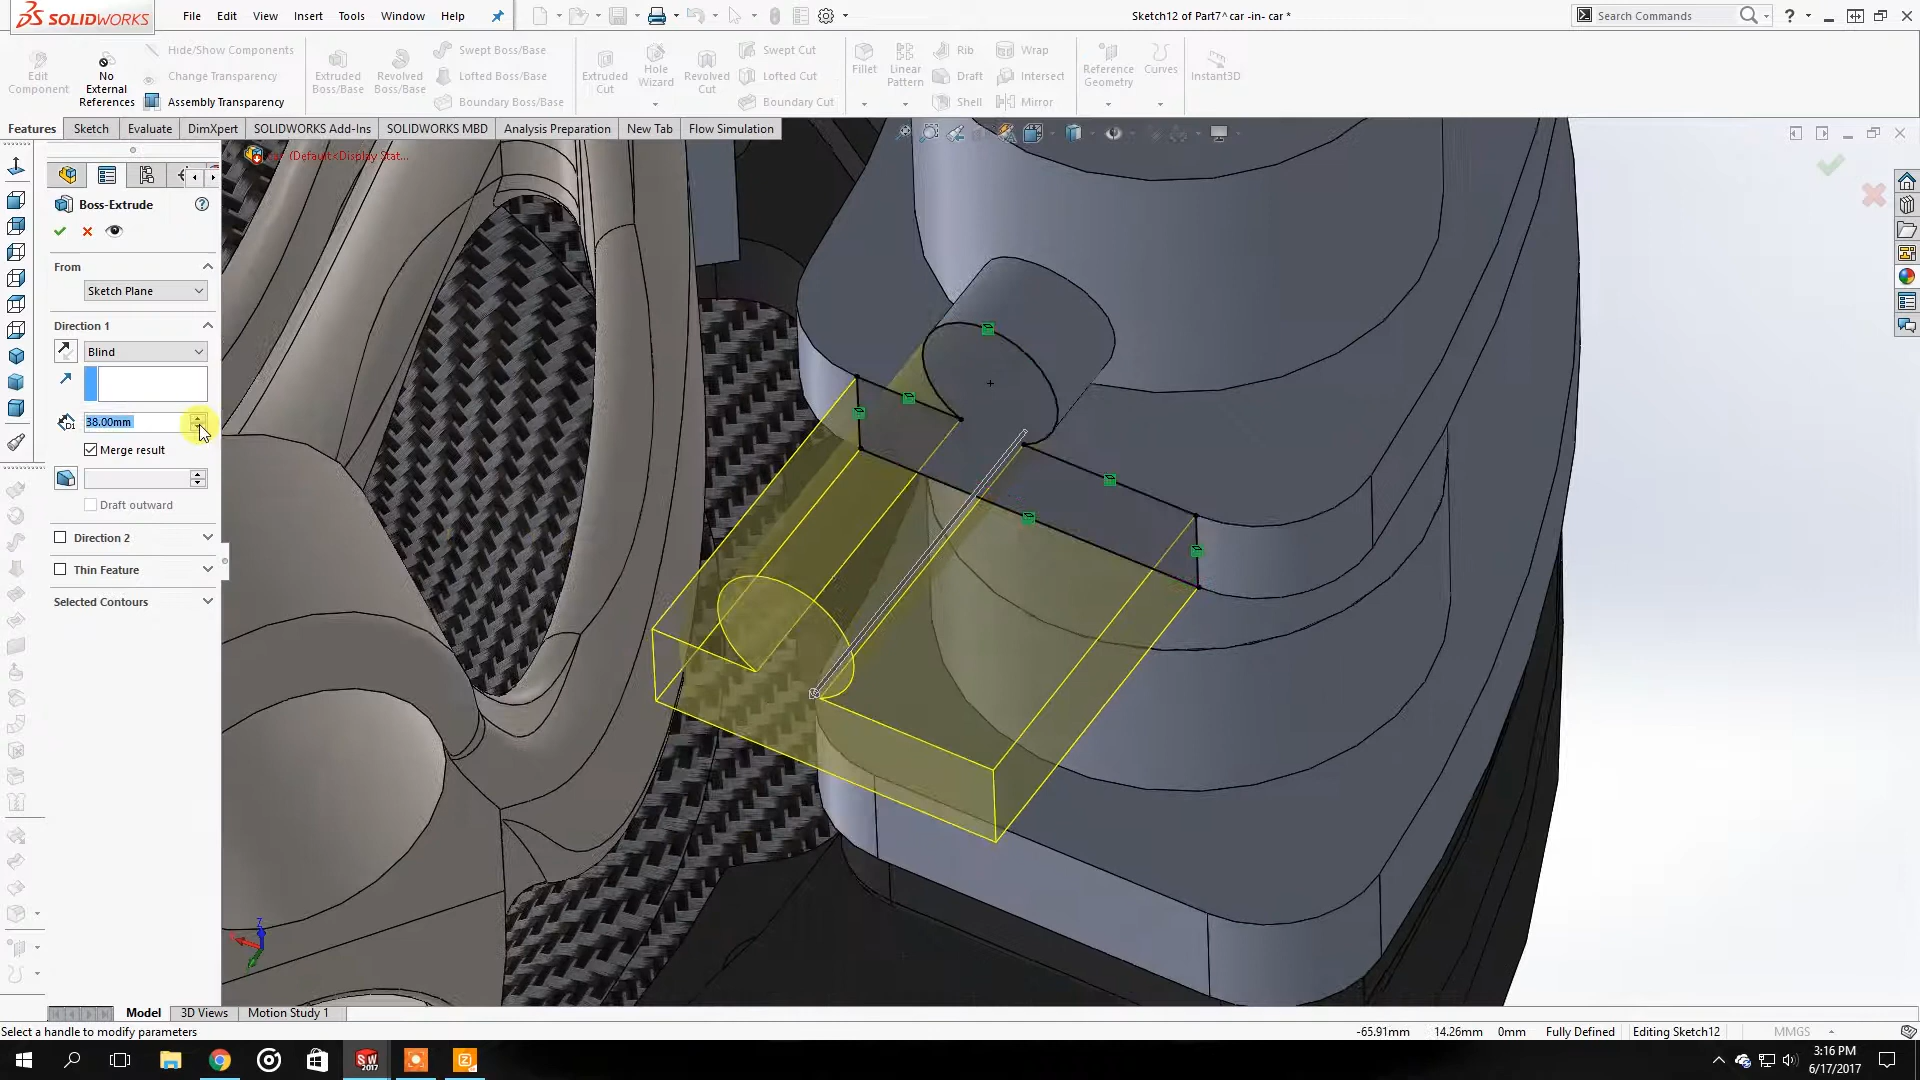 SOLIDWORKS
File Edit View Insert Tools Window Help
Sketch12 of Part7^car -in- car *
Search Commands
Edit Component
No External References
Hide/Show Components
Change Transparency
Assembly Transparency
Extruded Boss/Base
Revolved Boss/Base
Swept Boss/Base
Lofted Boss/Base
Boundary Boss/Base
Extruded Cut
Hole Wizard
Revolved Cut
Swept Cut
Lofted Cut
Boundary Cut
Fillet
Linear Pattern
Rib
Draft
Shell
Wrap
Intersect
Mirror
Reference Geometry
Curves
Instant3D
Features Sketch Evaluate DimXpert SOLIDWORKS Add-Ins SOLIDWORKS MBD Analysis Preparation New Tab Flow Simulation
car (Default<Display Stat...
Boss-Extrude
From
Sketch Plane
Direction 1
Blind
D1
38.00mm
Merge result
Draft outward
Direction 2
Thin Feature
Selected Contours
Z
Model 3D Views Motion Study 1
Select a handle to modify parameters
-65.91mm 14.26mm 0mm Fully Defined Editing Sketch12 MMGS
SW 2017
3:16 PM
6/17/2017